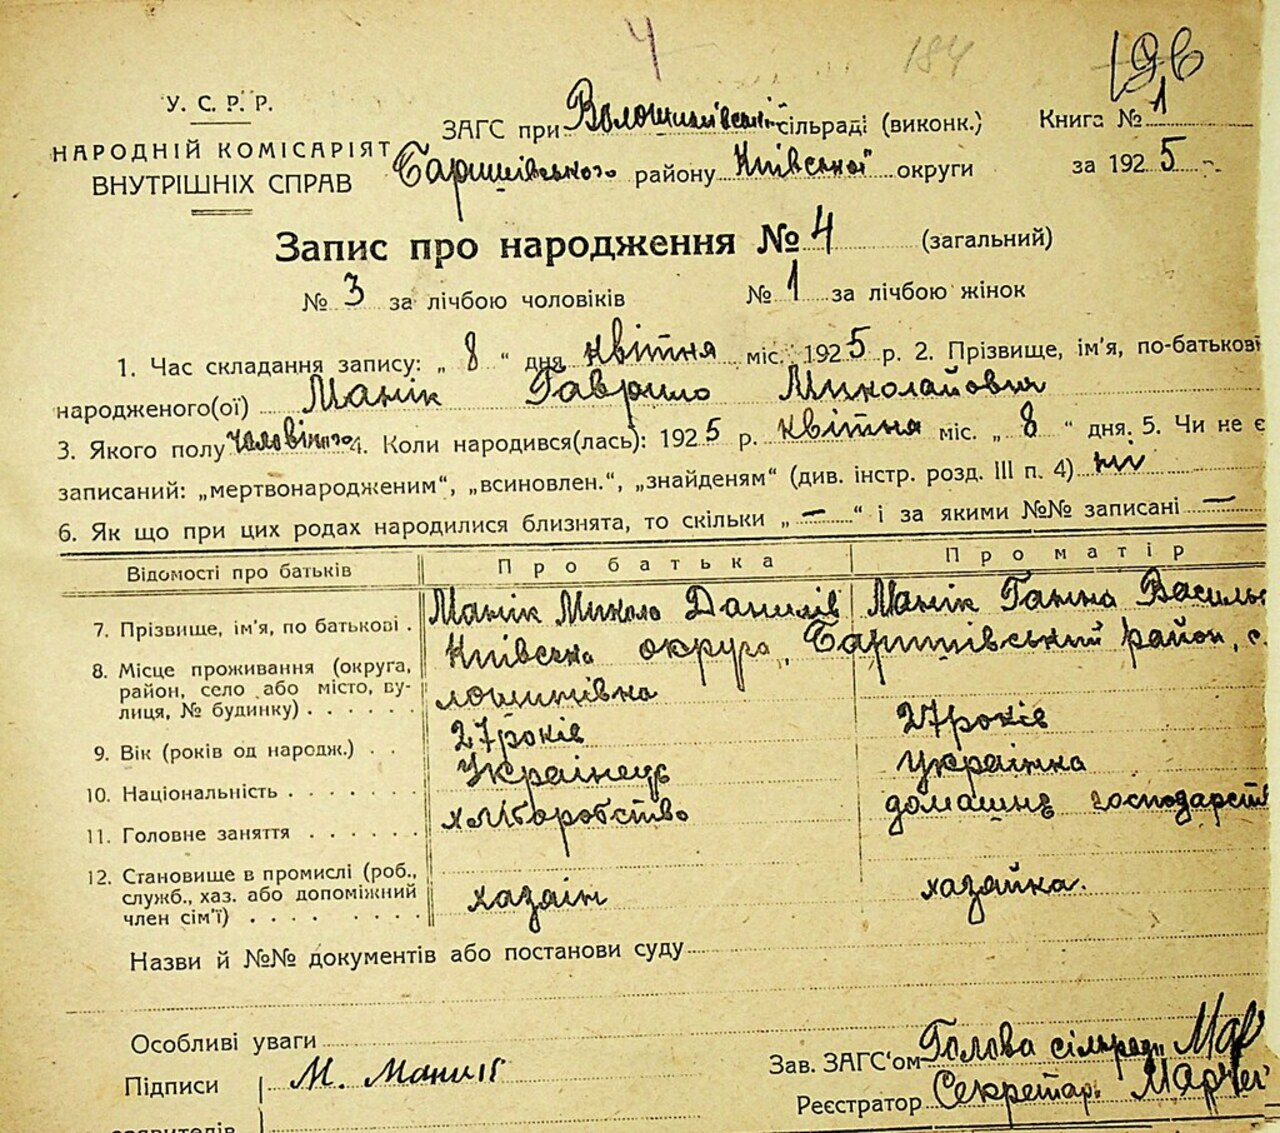 Ч 184 196
У. С. Р. Р.
НАРОДНІЙ КОМІСАРІЯТ
ВНУТРІШНІХ СПРАВ
ЗАГС при Волошинівській сільраді (виконк.) Книга № 1
Баришівського району Київської округи за 1925
Запис про народження № 4 (загальний)
№ 3 за лічбою чоловіків № 1 за лічбою жінок
1. Час складання запису: „ 8 “ дня квітня міс. 1925 р. 2. Прізвище, ім'я, по-батькові
народженого(ої) Манік Гаврило Миколайович
3. Якого полу чоловічого 4. Коли народився(лась): 1925 р. квітня міс. „ 8 “ дня. 5. Чи не є
записаний: „мертвонародженим“, „всиновлен.“, „знайденям“ (див. інстр. розд. III п. 4) ні
6. Як що при цих родах народилися близнята, то скільки „ — “ і за якими №№ записані —
Відомості про батьків Про батька Про матір
7. Прізвище, ім'я, по батькові . Манік Микола Данилів Манік Ганна Василь
8. Місце проживання (округа, Київська округа, Баришівський район, с.
район, село або місто, ву- лошинівка
лиця, № будинку) . . . . . .
9. Вік (років од народж.) . . 27 років 27 років
10. Національність . . . . . . . Українець українка
11. Головне заняття . . . . . . хліборобство домашнє господарств
12. Становище в промислі (роб.,
служб., хаз. або допоміжний хазаїн хазяйка.
член сім'ї) . . . . . . . . .
Назви й №№ документів або постанови суду
Особливі уваги
Підписи М. Маник
Зав. ЗАГС'ом Голова сільради
Реєстратор Секретар
заявителів